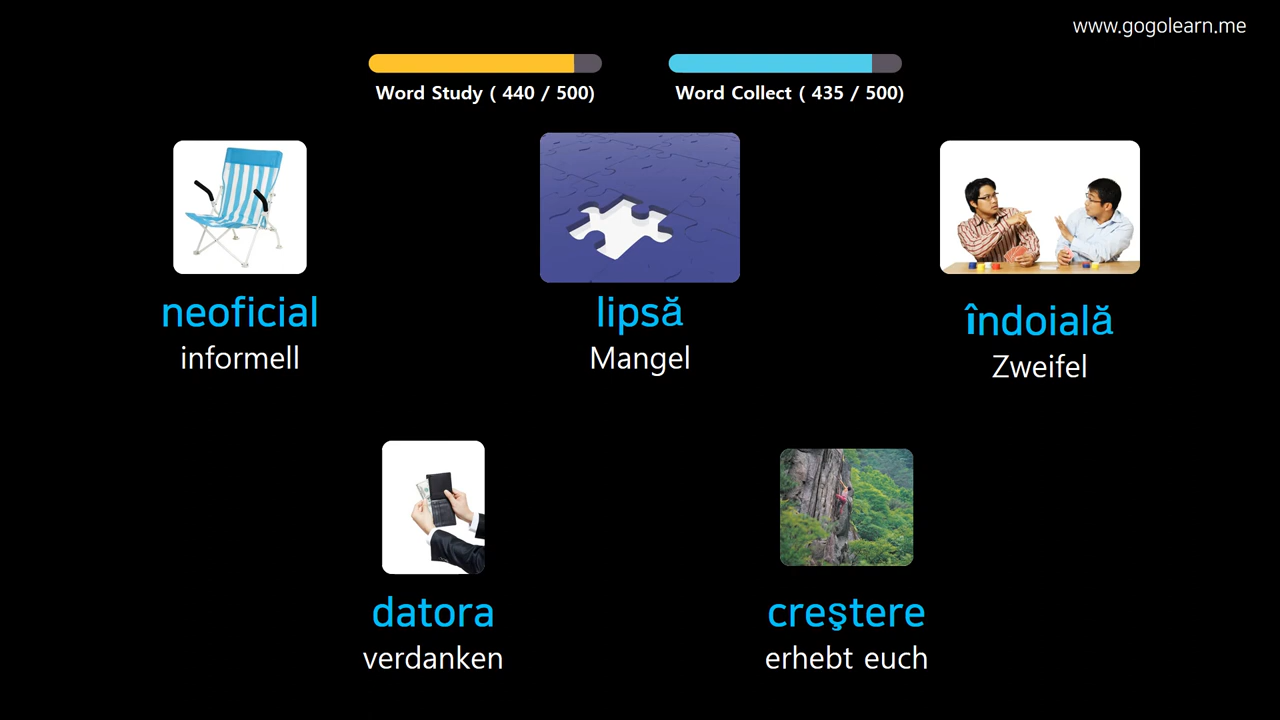 www.gogolearn.me
Word Study ( 440 / 500)
Word Collect ( 435 / 500)
neoficial
informell
lipsă
Mangel
îndoială
Zweifel
datora
verdanken
creştere
erhebt euch